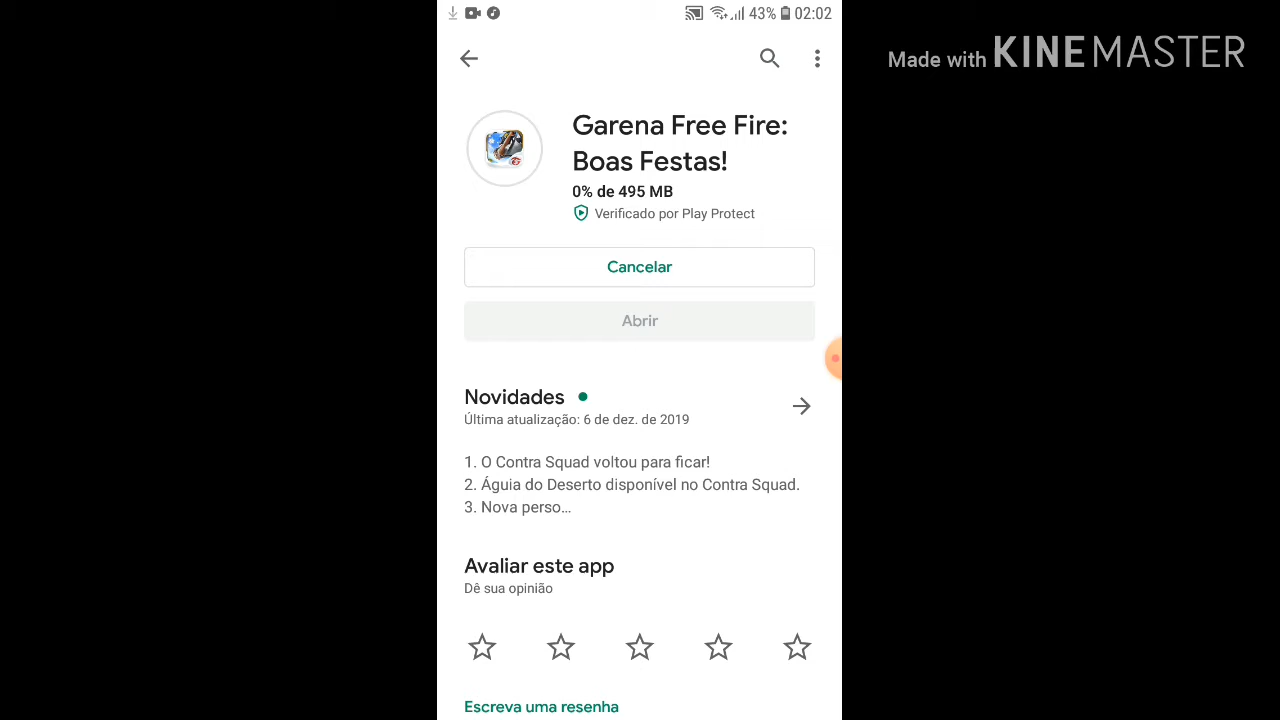 43% 02:02
Made with KINEMASTER
Garena Free Fire:
Boas Festas!
0% de 495 MB
Verificado por Play Protect
Cancelar
Abrir
Novidades
Última atualização: 6 de dez. de 2019
1. O Contra Squad voltou para ficar!
2. Águia do Deserto disponível no Contra Squad.
3. Nova perso...
Avaliar este app
Dê sua opinião
Escreva uma resenha